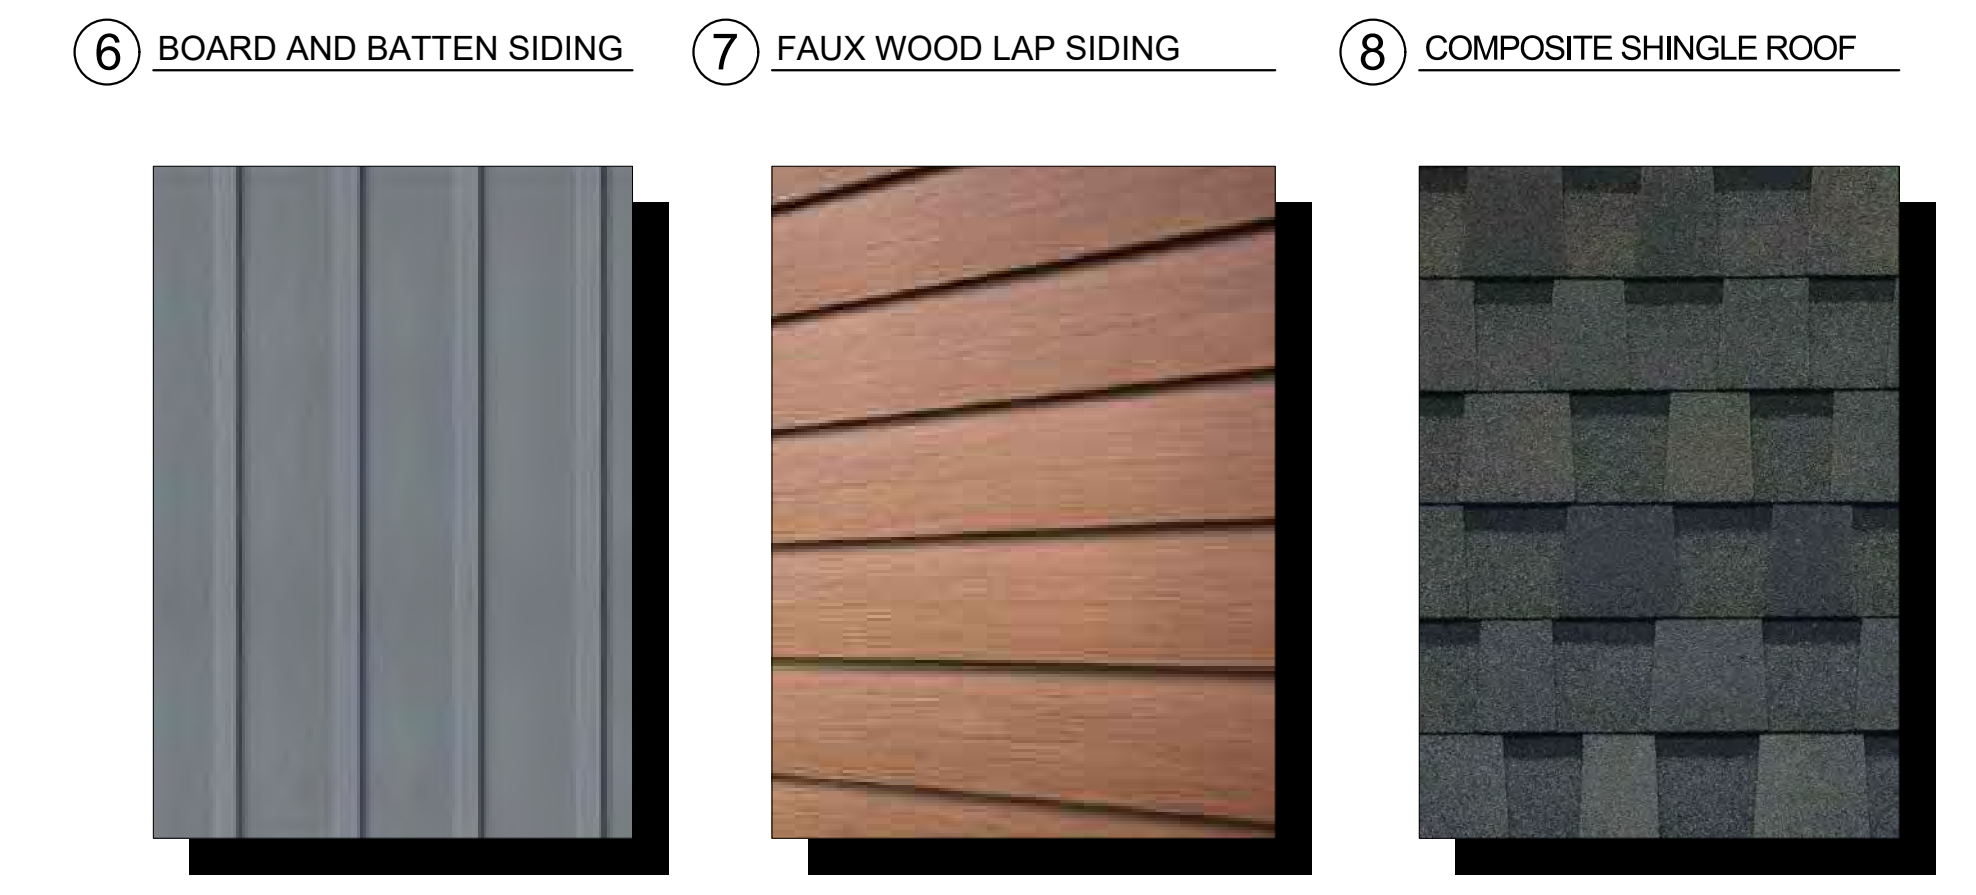 6 BOARD AND BATTEN SIDING
7 FAUX WOOD LAP SIDING
8 COMPOSITE SHINGLE ROOF